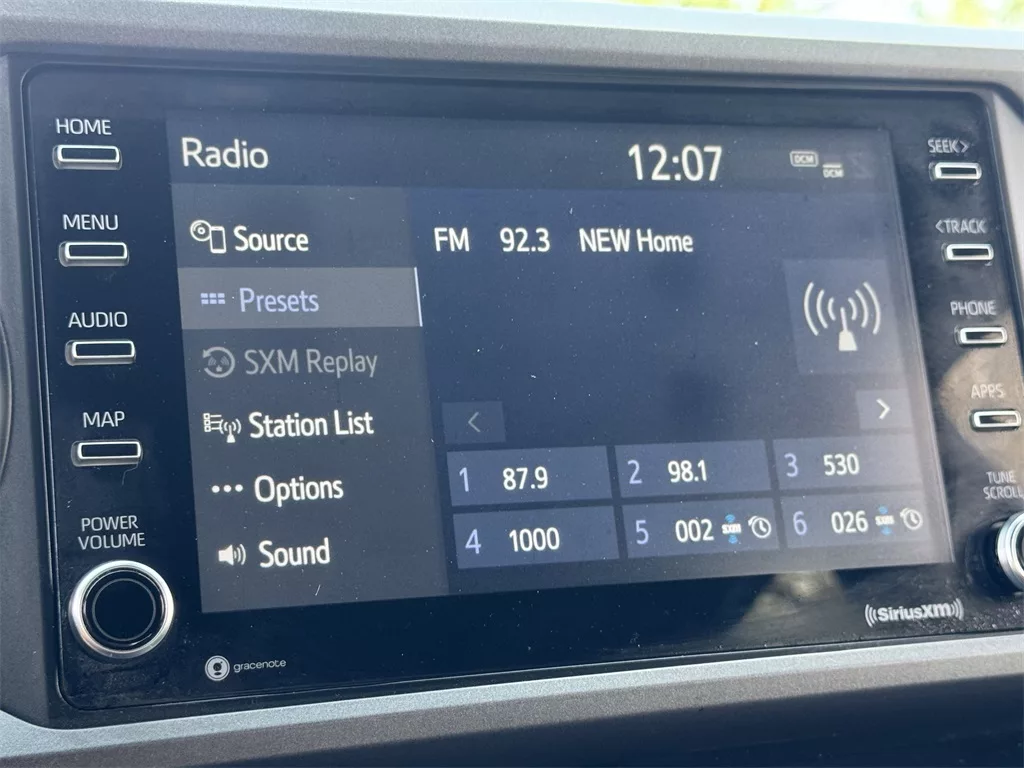 HOME
MENU
AUDIO
MAP
POWER
VOLUME
Radio
12:07
DCM
DCM
Source
Presets
SXM Replay
Station List
Options
Sound
FM 92.3 NEW Home
<
>
1 87.9
2 98.1
3 530
4 1000
5 002 SXM
6 026 SXM
SEEK>
<TRACK
PHONE
APPS
TUNE
SCROLL
gracenote
((SiriusXM))